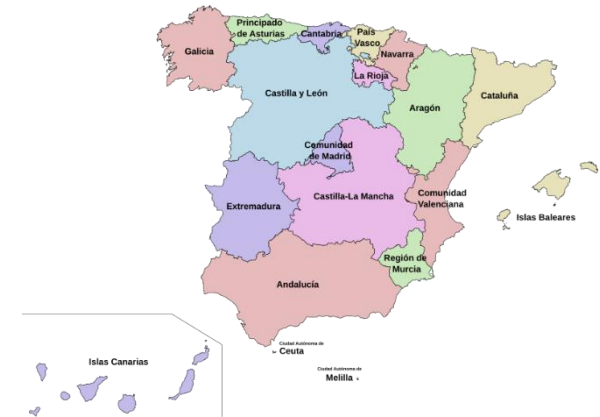 Principado
de Asturias
Cantabria
País
Vasco
Galicia
Navarra
La Rioja
Castilla y León
Aragón
Cataluña
Comunidad
de Madrid
Extremadura
Castilla-La Mancha
Comunidad
Valenciana
Islas Baleares
Región de
Murcia
Andalucía
Ciudad Autónoma de
Ceuta
Ciudad Autónoma de
Melilla
Islas Canarias